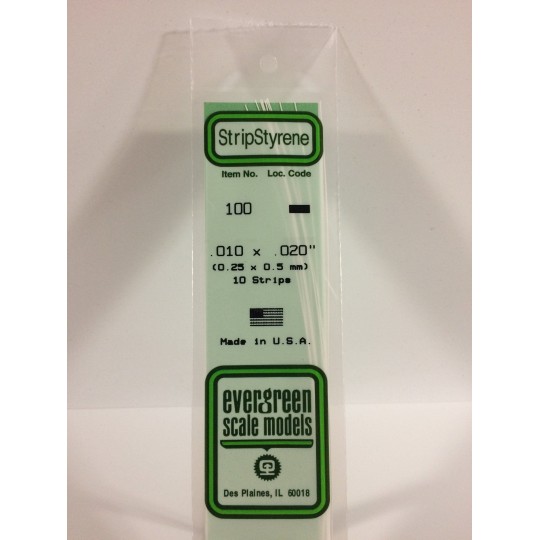 StripStyrene
Item No. Loc. Code
100
.010 x .020"
(0.25 x 0.5 mm)
10 Strips
Made in U.S.A.
evergreen
scale models
Des Plaines, IL 60018